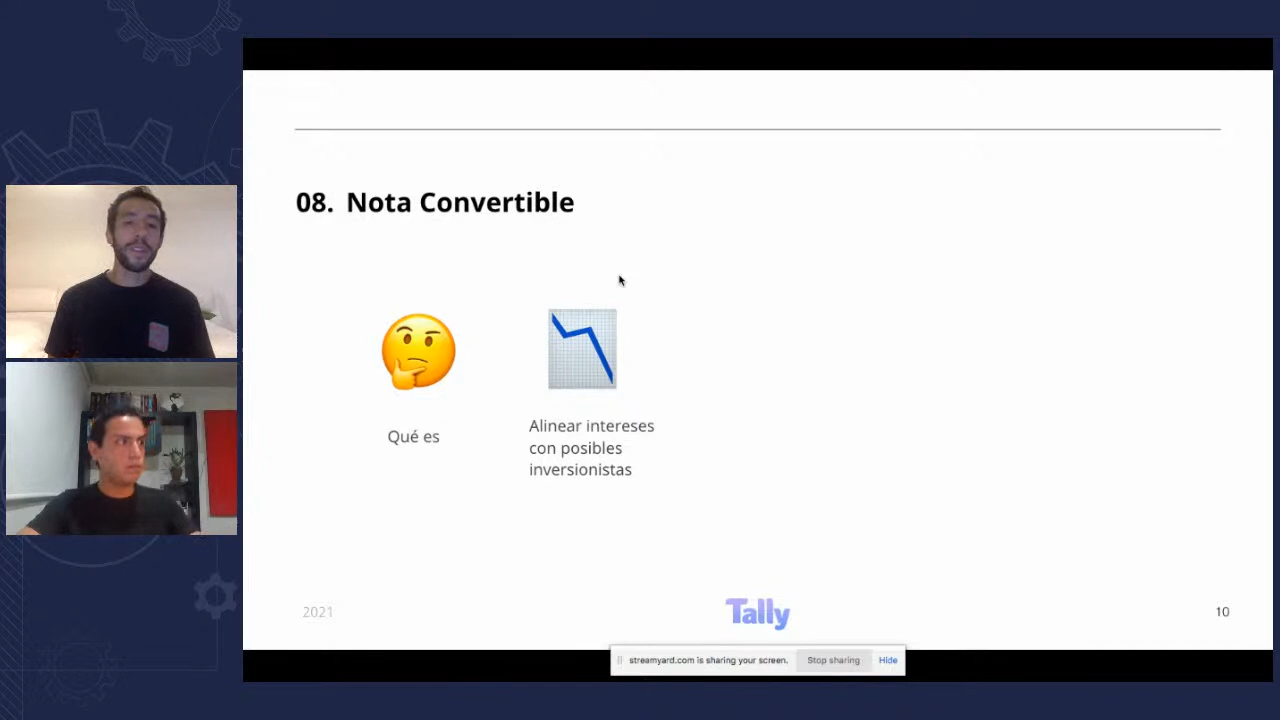 08. Nota Convertible
Qué es
Alinear intereses
con posibles
inversionistas
2021
Tally
10
streamyard.com is sharing your screen.
Stop sharing
Hide